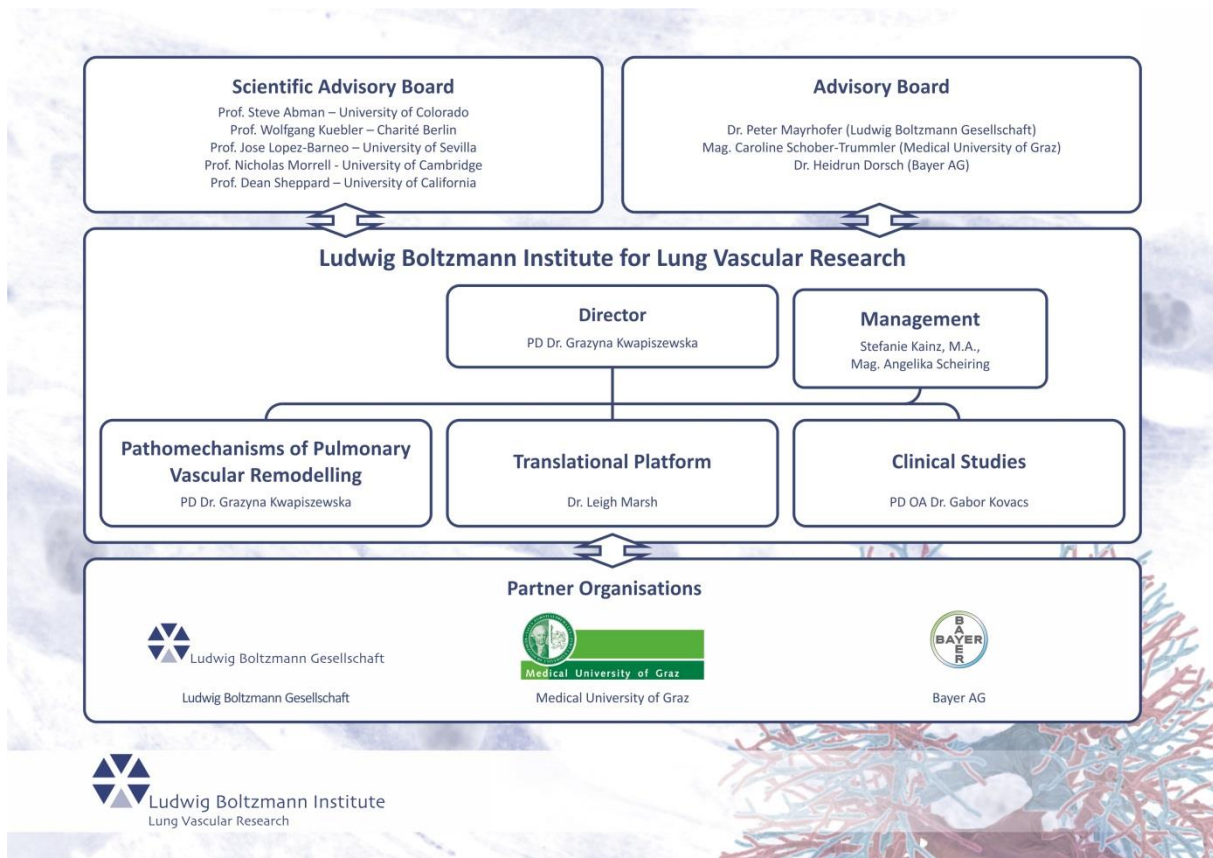 Scientific Advisory Board
Prof. Steve Abman – University of Colorado
Prof. Wolfgang Kuebler – Charité Berlin
Prof. Jose Lopez-Barneo – University of Sevilla
Prof. Nicholas Morrell - University of Cambridge
Prof. Dean Sheppard – University of California
Advisory Board
Dr. Peter Mayrhofer (Ludwig Boltzmann Gesellschaft)
Mag. Caroline Schober-Trummler (Medical University of Graz)
Dr. Heidrun Dorsch (Bayer AG)
Ludwig Boltzmann Institute for Lung Vascular Research
Director
PD Dr. Grazyna Kwapiszewska
Management
Stefanie Kainz, M.A.,
Mag. Angelika Scheiring
Pathomechanisms of Pulmonary
Vascular Remodelling
PD Dr. Grazyna Kwapiszewska
Translational Platform
Dr. Leigh Marsh
Clinical Studies
PD OA Dr. Gabor Kovacs
Partner Organisations
Ludwig Boltzmann Gesellschaft
Ludwig Boltzmann Gesellschaft
Medical University of Graz
Medical University of Graz
BAYER
BAYER
Bayer AG
Ludwig Boltzmann Institute
Lung Vascular Research